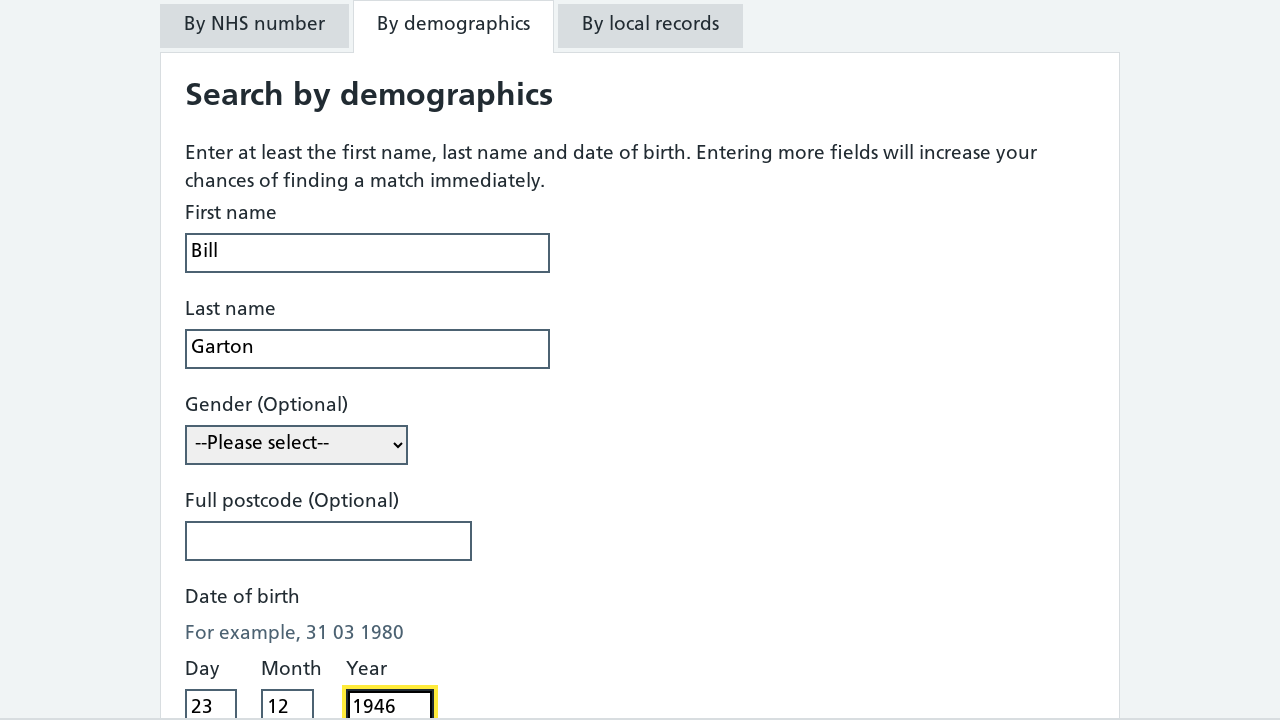 By NHS number
By demographics
By local records
Search by demographics
Enter at least the first name, last name and date of birth. Entering more fields will increase your
chances of finding a match immediately.
First name
Bill
Last name
Garton
Gender (Optional)
--Please select--
Full postcode (Optional)
Date of birth
For example, 31 03 1980
Day Month Year
23 12 1946